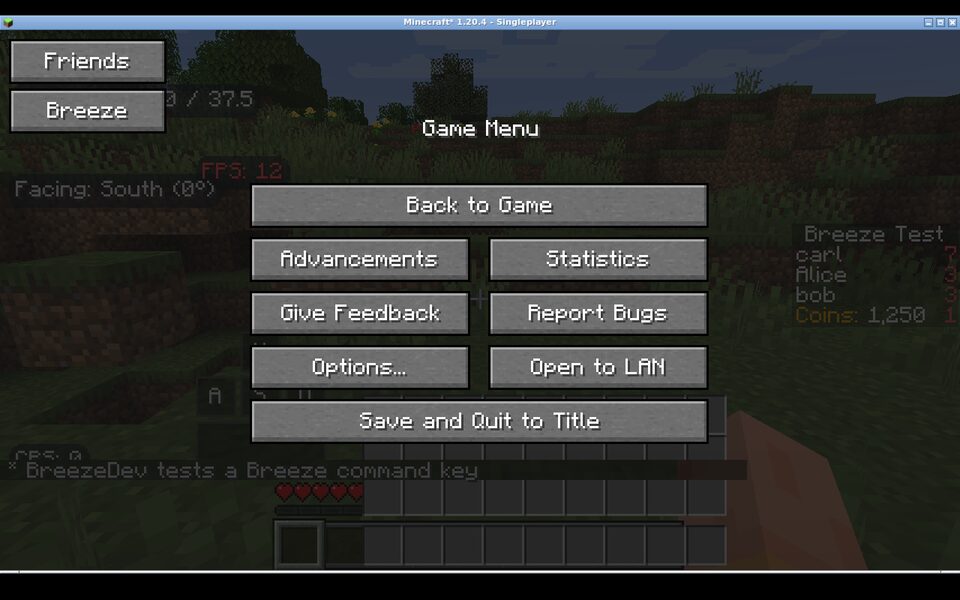 Minecraft* 1.20.4 - Singleplayer
Friends
Breeze
0 / 37.5
Game Menu
FPS: 12
Facing: South (0°)
Back to Game
Advancements
Statistics
Give Feedback
Report Bugs
Options...
Open to LAN
Save and Quit to Title
Breeze Test
carl 7
Alice 3
bob 3
Coins: 1,250 1
A
S
D
CPS: 0
* BreezeDev tests a Breeze command key